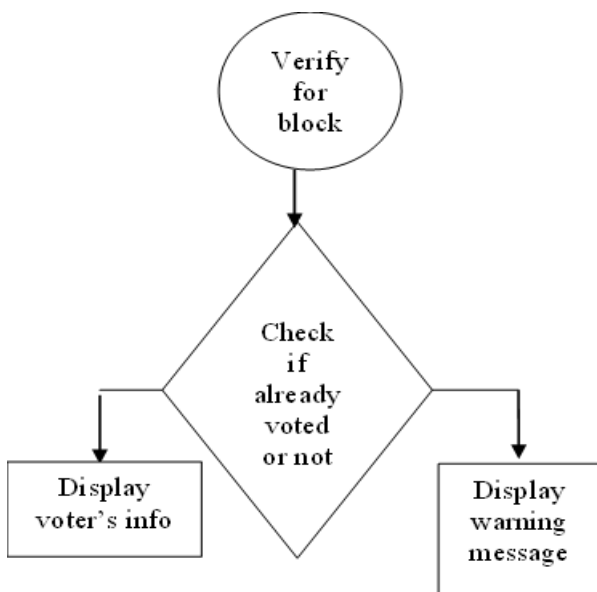 Verify
for
block
Check
if
already
voted
or not
Display
voter's info
Display
warning
message